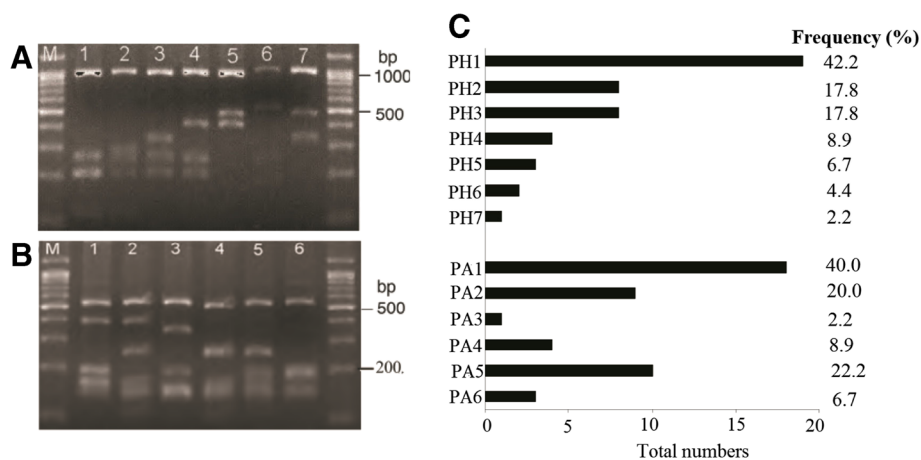 A
M 1 2 3 4 5 6 7
bp
1000
500
B
M 1 2 3 4 5 6
bp
500
200.
C
Frequency (%)
PH1 42.2
PH2 17.8
PH3 17.8
PH4 8.9
PH5 6.7
PH6 4.4
PH7 2.2
PA1 40.0
PA2 20.0
PA3 2.2
PA4 8.9
PA5 22.2
PA6 6.7
0 5 10 15 20
Total numbers